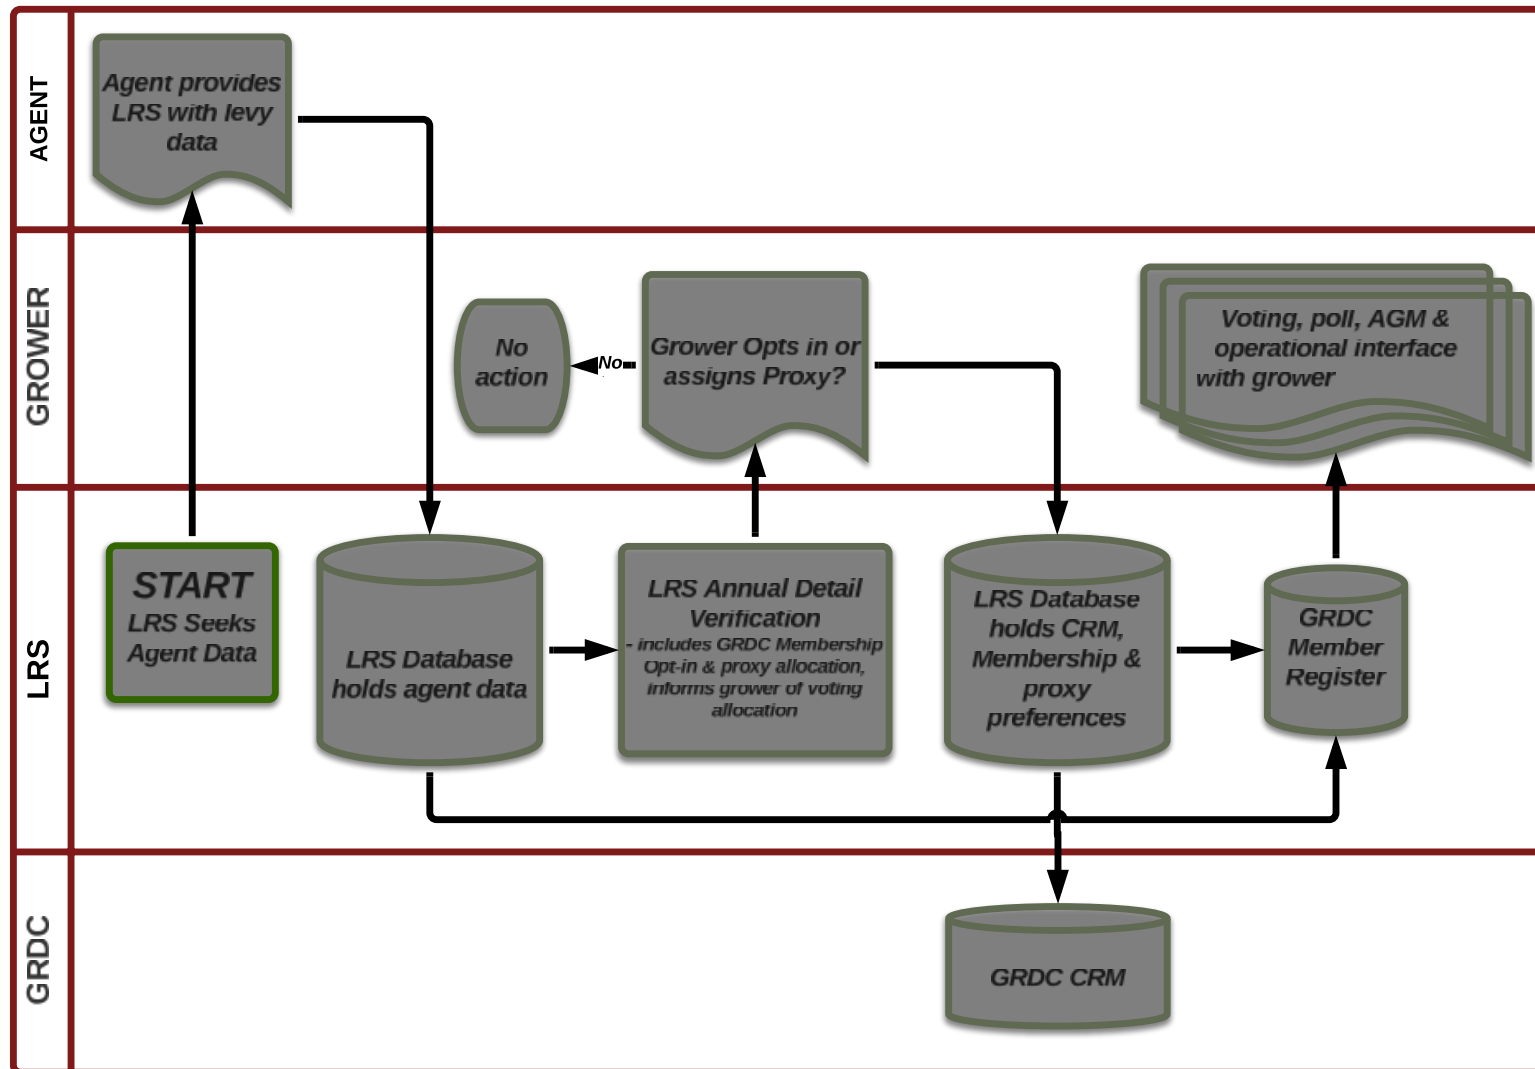 AGENT
Agent provides
LRS with levy
data
GROWER
No
action
No
Grower Opts in or
assigns Proxy?
Voting, poll, AGM &
operational interface
with grower
LRS
START
LRS Seeks
Agent Data
LRS Database
holds agent data
LRS Annual Detail
Verification
- includes GRDC Membership
Opt-in & proxy allocation,
informs grower of voting
allocation
LRS Database
holds CRM,
Membership &
proxy
preferences
GRDC
Member
Register
GRDC
GRDC CRM